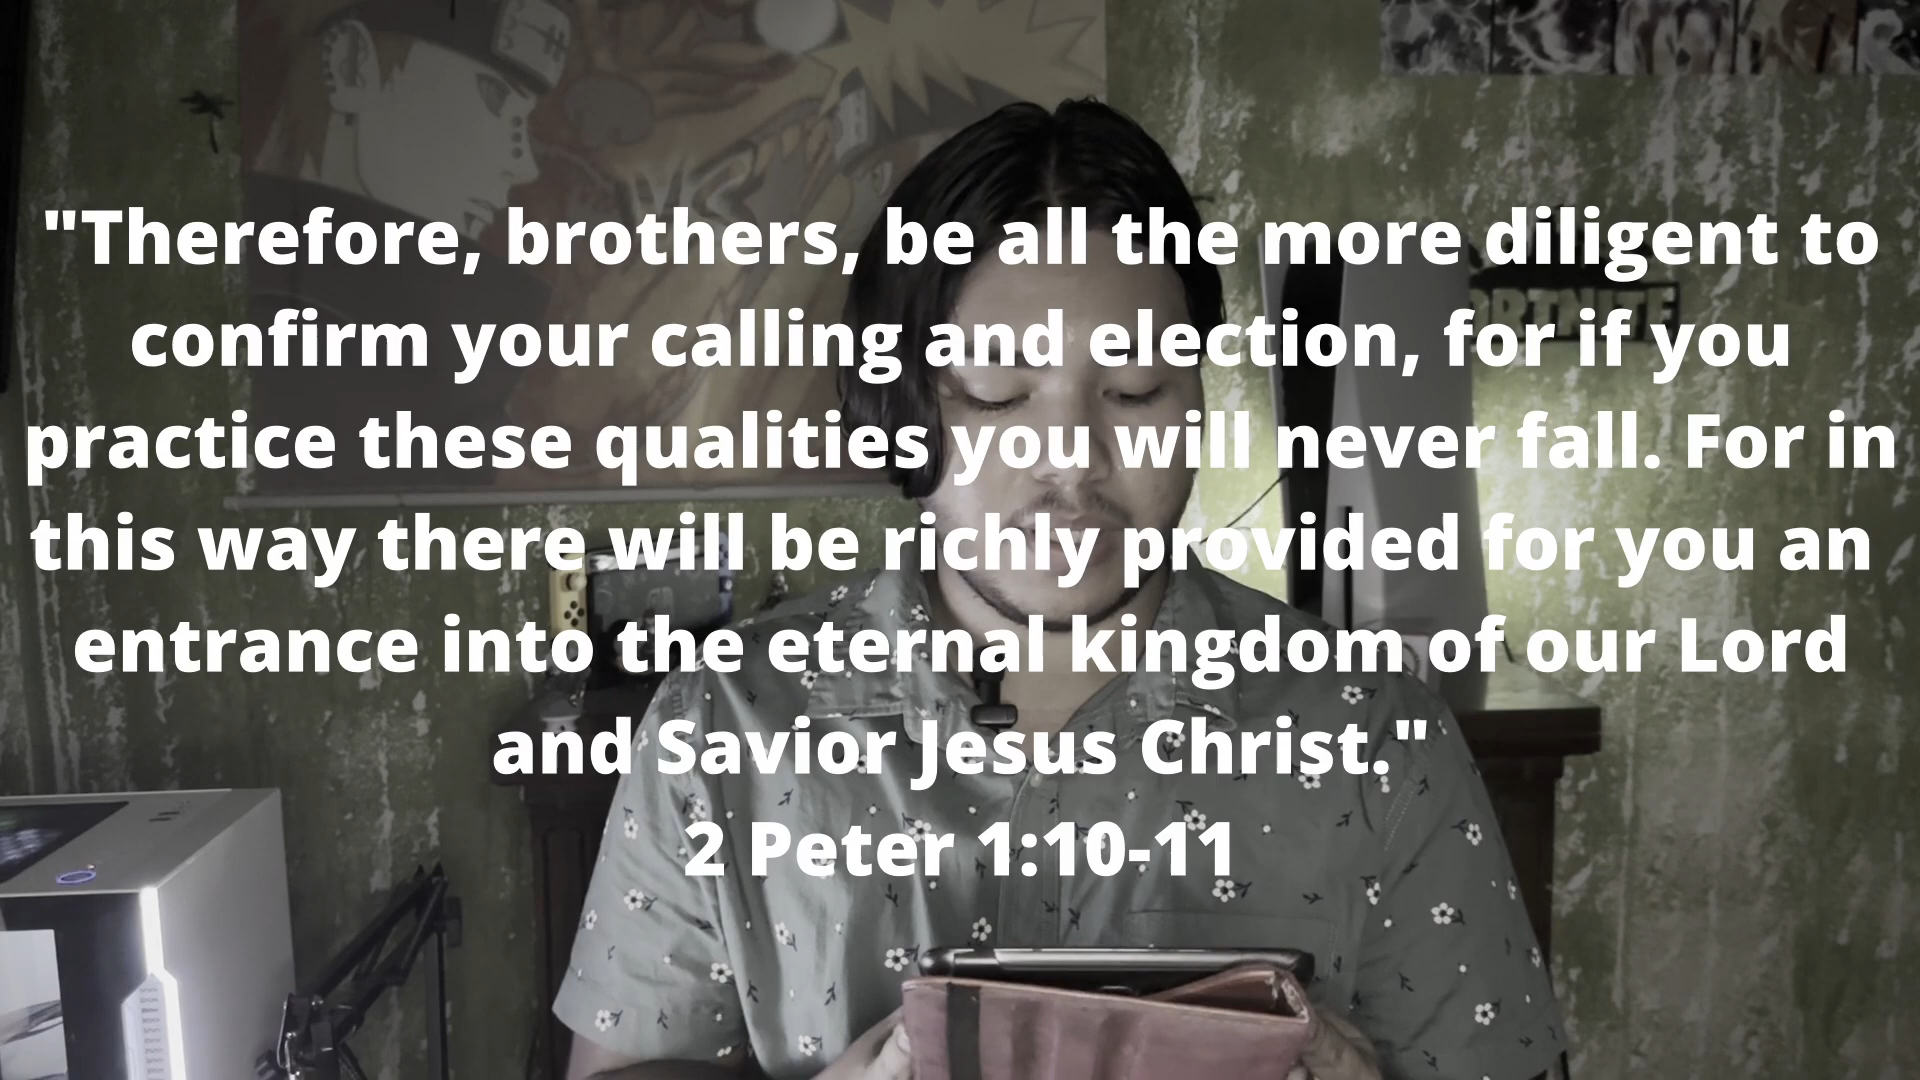 "Therefore, brothers, be all the more diligent to
confirm your calling and election, for if you
practice these qualities you will never fall. For in
this way there will be richly provided for you an
entrance into the eternal kingdom of our Lord
and Savior Jesus Christ."
2 Peter 1:10-11